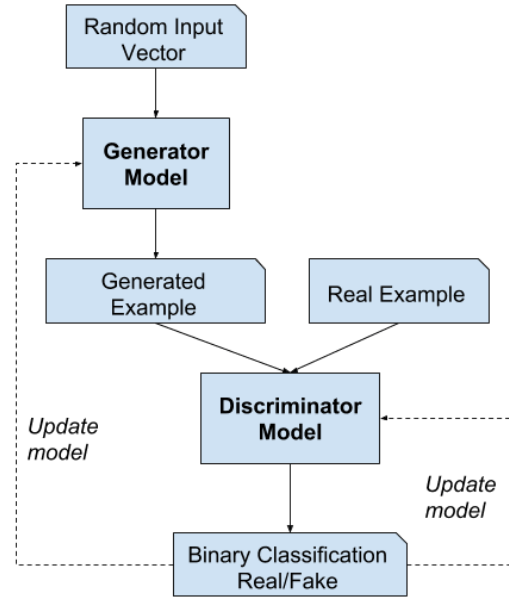 Random Input
Vector
Generator
Model
Generated
Example
Real Example
Discriminator
Model
Update
model
Update
model
Binary Classification
Real/Fake